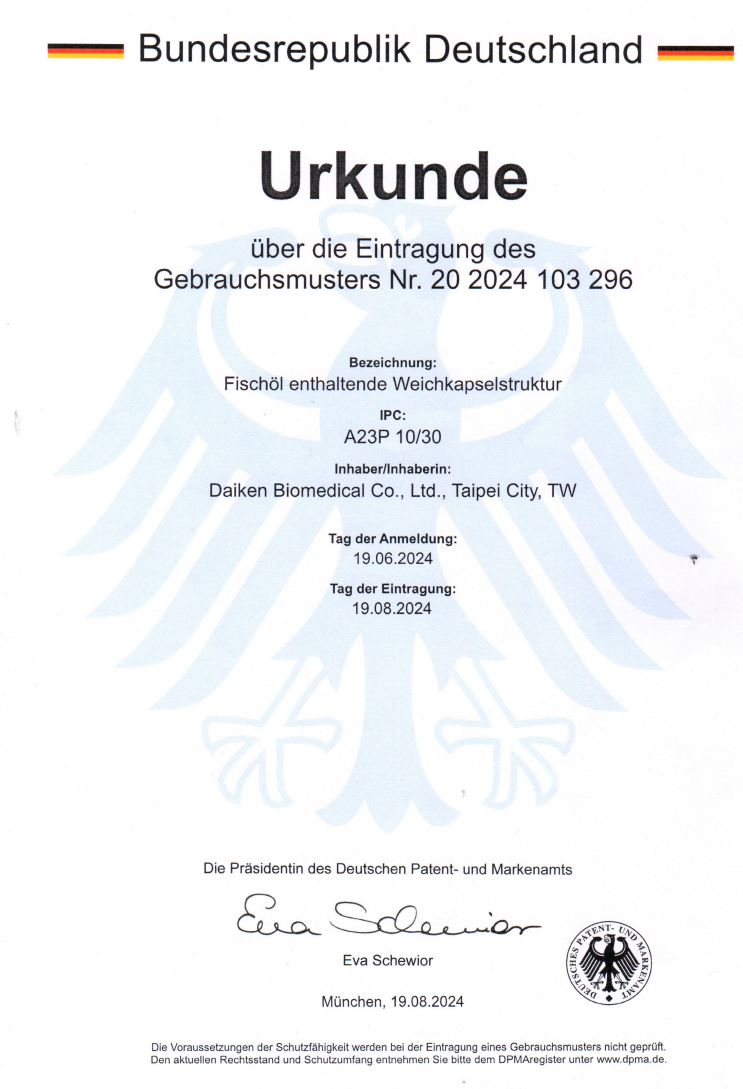 Bundesrepublik Deutschland
Urkunde
über die Eintragung des
Gebrauchsmusters Nr. 20 2024 103 296
Bezeichnung:
Fischöl enthaltende Weichkapselstruktur
IPC:
A23P 10/30
Inhaber/Inhaberin:
Daiken Biomedical Co., Ltd., Taipei City, TW
Tag der Anmeldung:
19.06.2024
Tag der Eintragung:
19.08.2024
Die Präsidentin des Deutschen Patent- und Markenamts
Eva Schewior
Eva Schewior
DEUTSCHES PATENT- UND MARKENAMT
München, 19.08.2024
Die Voraussetzungen der Schutzfähigkeit werden bei der Eintragung eines Gebrauchsmusters nicht geprüft.
Den aktuellen Rechtsstand und Schutzumfang entnehmen Sie bitte dem DPMAregister unter www.dpma.de.